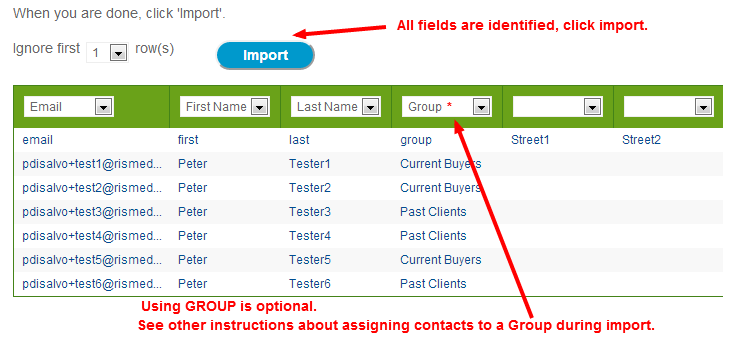 When you are done, click 'Import'.
All fields are identified, click import.
Ignore first 1 row(s) Import
Email First Name Last Name Group *
email first last group Street1 Street2
pdisalvo+test1@rismed... Peter Tester1 Current Buyers
pdisalvo+test2@rismed... Peter Tester2 Current Buyers
pdisalvo+test3@rismed... Peter Tester3 Past Clients
pdisalvo+test4@rismed... Peter Tester4 Past Clients
pdisalvo+test5@rismed... Peter Tester5 Current Buyers
pdisalvo+test6@rismed... Peter Tester6 Past Clients
Using GROUP is optional.
See other instructions about assigning contacts to a Group during import.